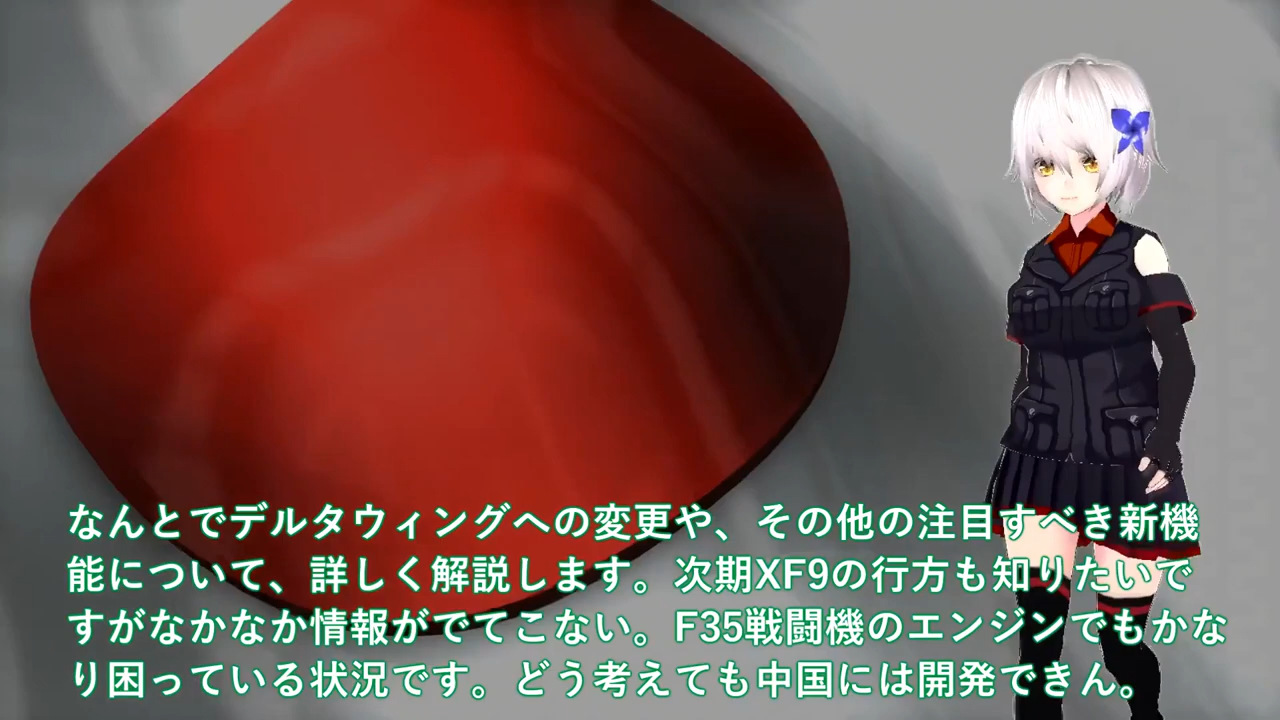 なんとでデルタウィングへの変更や、その他の注目すべき新機
能について、詳しく解説します。次期XF9の行方も知りたいで
すがなかなか情報がでてこない。F35戦闘機のエンジンでもかな
り困っている状況です。どう考えても中国には開発できん。